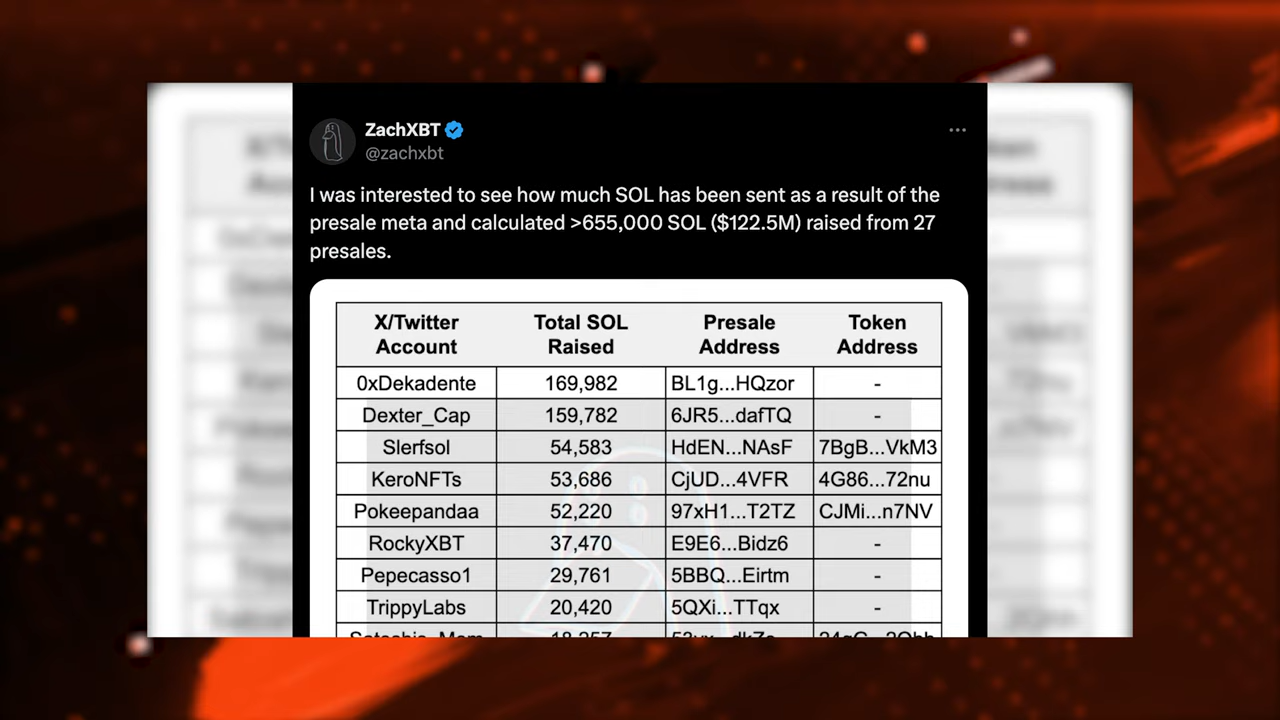 ZachXBT
@zachxbt
I was interested to see how much SOL has been sent as a result of the
presale meta and calculated >655,000 SOL ($122.5M) raised from 27
presales.
X/Twitter Account Total SOL Raised Presale Address Token Address
0xDekadente 169,982 BL1g...HQzor -
Dexter_Cap 159,782 6JR5...dafTQ -
Slerfsol 54,583 HdEN...NAsF 7BgB...VkM3
KeroNFTs 53,686 CjUD...4VFR 4G86...72nu
Pokeepandaa 52,220 97xH1...T2TZ CJMi...n7NV
RockyXBT 37,470 E9E6...Bidz6 -
Pepecasso1 29,761 5BBQ...Eirtm -
TrippyLabs 20,420 5QXi...TTqx -